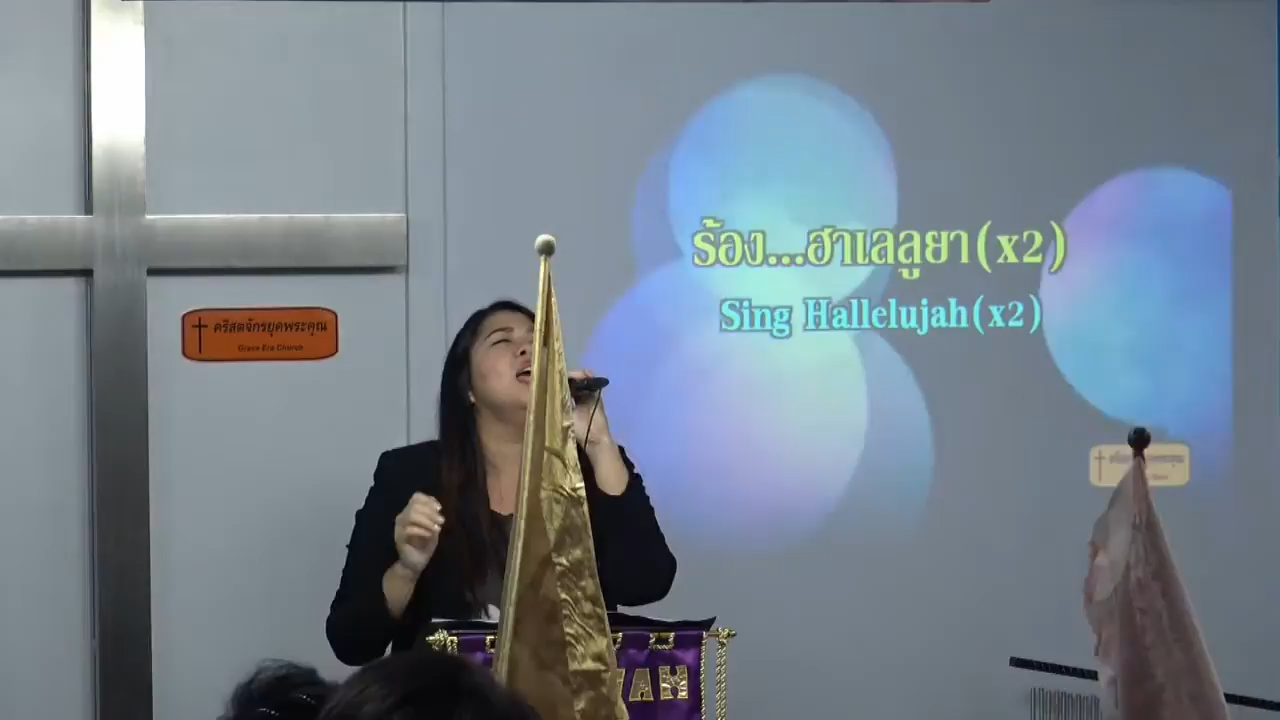 ร้อง...ฮาเลลูยา(x2)
Sing Hallelujah(x2)
คริสตจักรยุคพระคุณ
Grace Era Church
AH